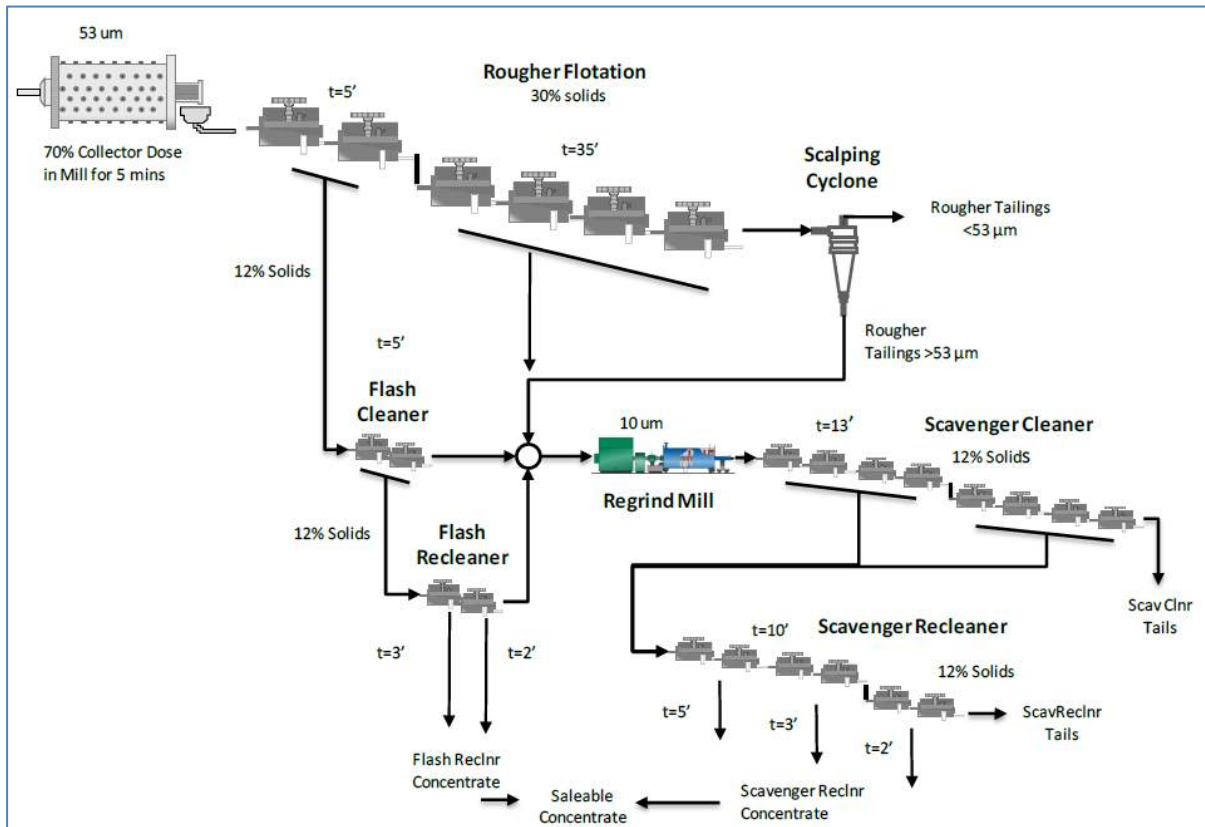 53 um
70% Collector Dose
in Mill for 5 mins
t=5'
Rougher Flotation
30% solids
t=35'
Scalping
Cyclone
Rougher Tailings
<53 µm
12% Solids
Rougher
Tailings >53 µm
t=5'
Flash
Cleaner
10 um
Regrind Mill
t=13'
Scavenger Cleaner
12% Solids
12% Solids
Flash
Recleaner
Scav Clnr
Tails
t=3'
t=2'
t=10'
Scavenger Recleaner
12% Solids
t=5'
t=3'
t=2'
ScavReclnr
Tails
Flash Reclnr
Concentrate
Saleable
Concentrate
Scavenger Reclnr
Concentrate